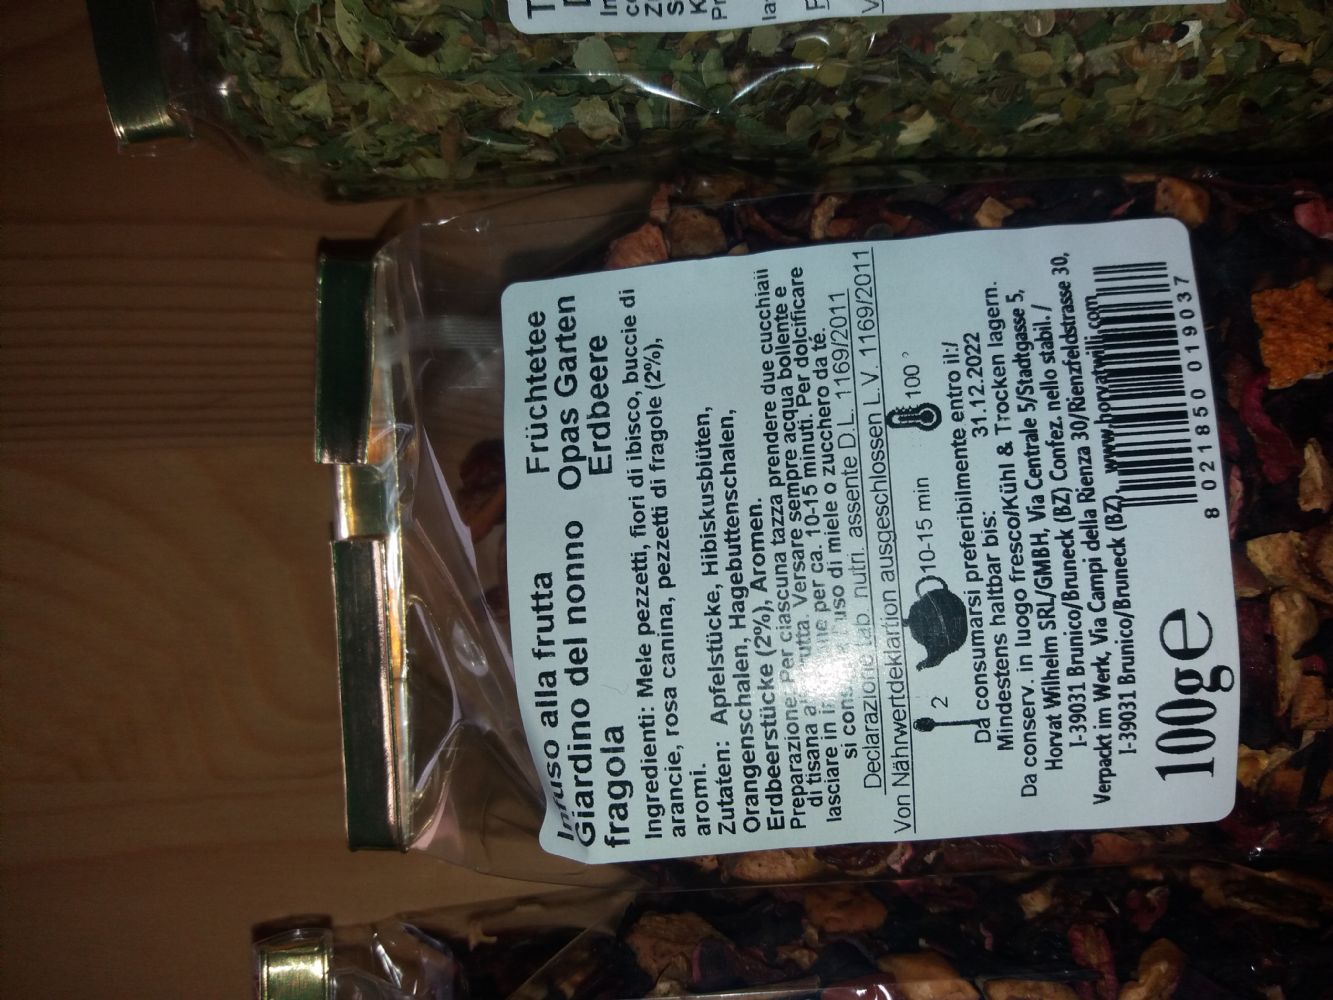 Infuso alla frutta Früchtetee
Giardino del nonno Opas Garten
fragola Erdbeere
Ingredienti: Mele pezzetti, fiori di ibisco, buccie di
arancie, rosa canina, pezzetti di fragole (2%),
aromi.
Zutaten: Apfelstücke, Hibiskusblüten,
Orangenschalen, Hagebuttenschalen,
Erdbeerstücke (2%), Aromen.
Preparazione: Per ciascuna tazza prendere due cucchiaii
di tisana a utta. Versare sempre acqua bollente e
lasciare in per ca. 10-15 minuti. Per dolcificare
si uso di miele o zucchero da té.
Declarazione tab. nutri. assente D.L. 1169/2011
Von Nährwertdeklartion ausgeschlossen L.V. 1169/2011
2 10-15 min 100°
Da consumarsi preferibilmente entro il:/
Mindestens haltbar bis: 31.12.2022
Da conserv. in luogo fresco/Kühl & Trocken lagern.
Horvat Wilhelm SRL/GMBH, Via Centrale 5/Stadtgasse 5,
I-39031 Brunico/Bruneck (BZ) Confez. nello stabil. /
Verpackt im Werk, Via Campi della Rienza 30/Rienzfeldstrasse 30,
I-39031 Brunico/Bruneck (BZ) www.horvatwilli.com
100g e
8 021850 019037